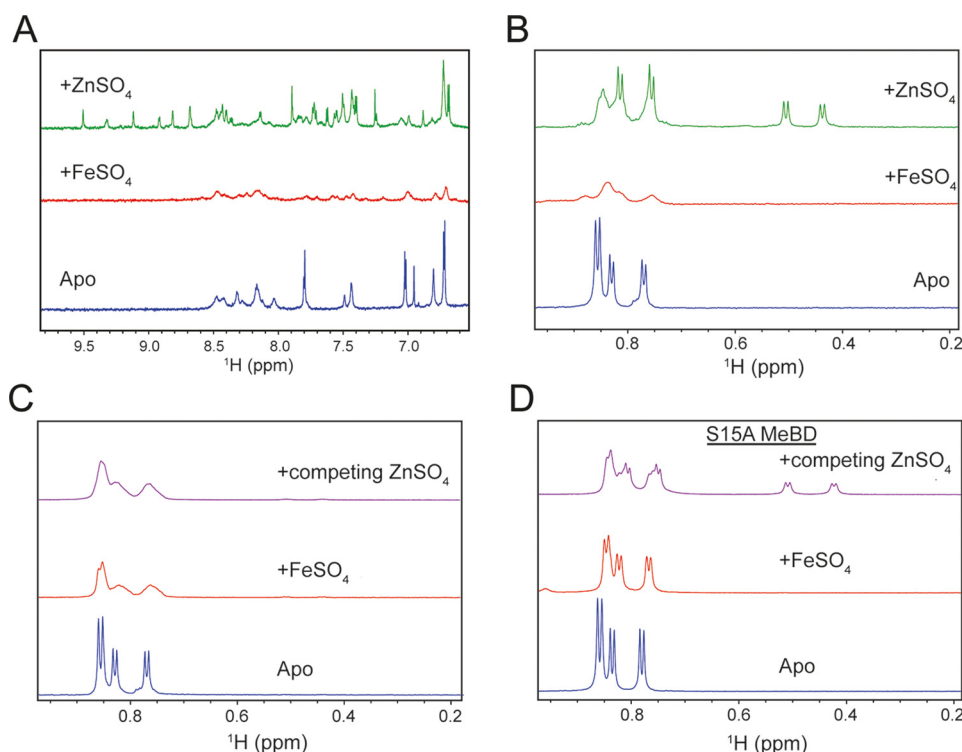 A
+ZnSO₄
+FeSO₄
Apo
9.5 9.0 8.5 8.0 7.5 7.0
¹H (ppm)
B
+ZnSO₄
+FeSO₄
Apo
0.8 0.6 0.4 0.2
¹H (ppm)
C
+competing ZnSO₄
+FeSO₄
Apo
0.8 0.6 0.4 0.2
¹H (ppm)
D
S15A MeBD
+competing ZnSO₄
+FeSO₄
Apo
0.8 0.6 0.4 0.2
¹H (ppm)